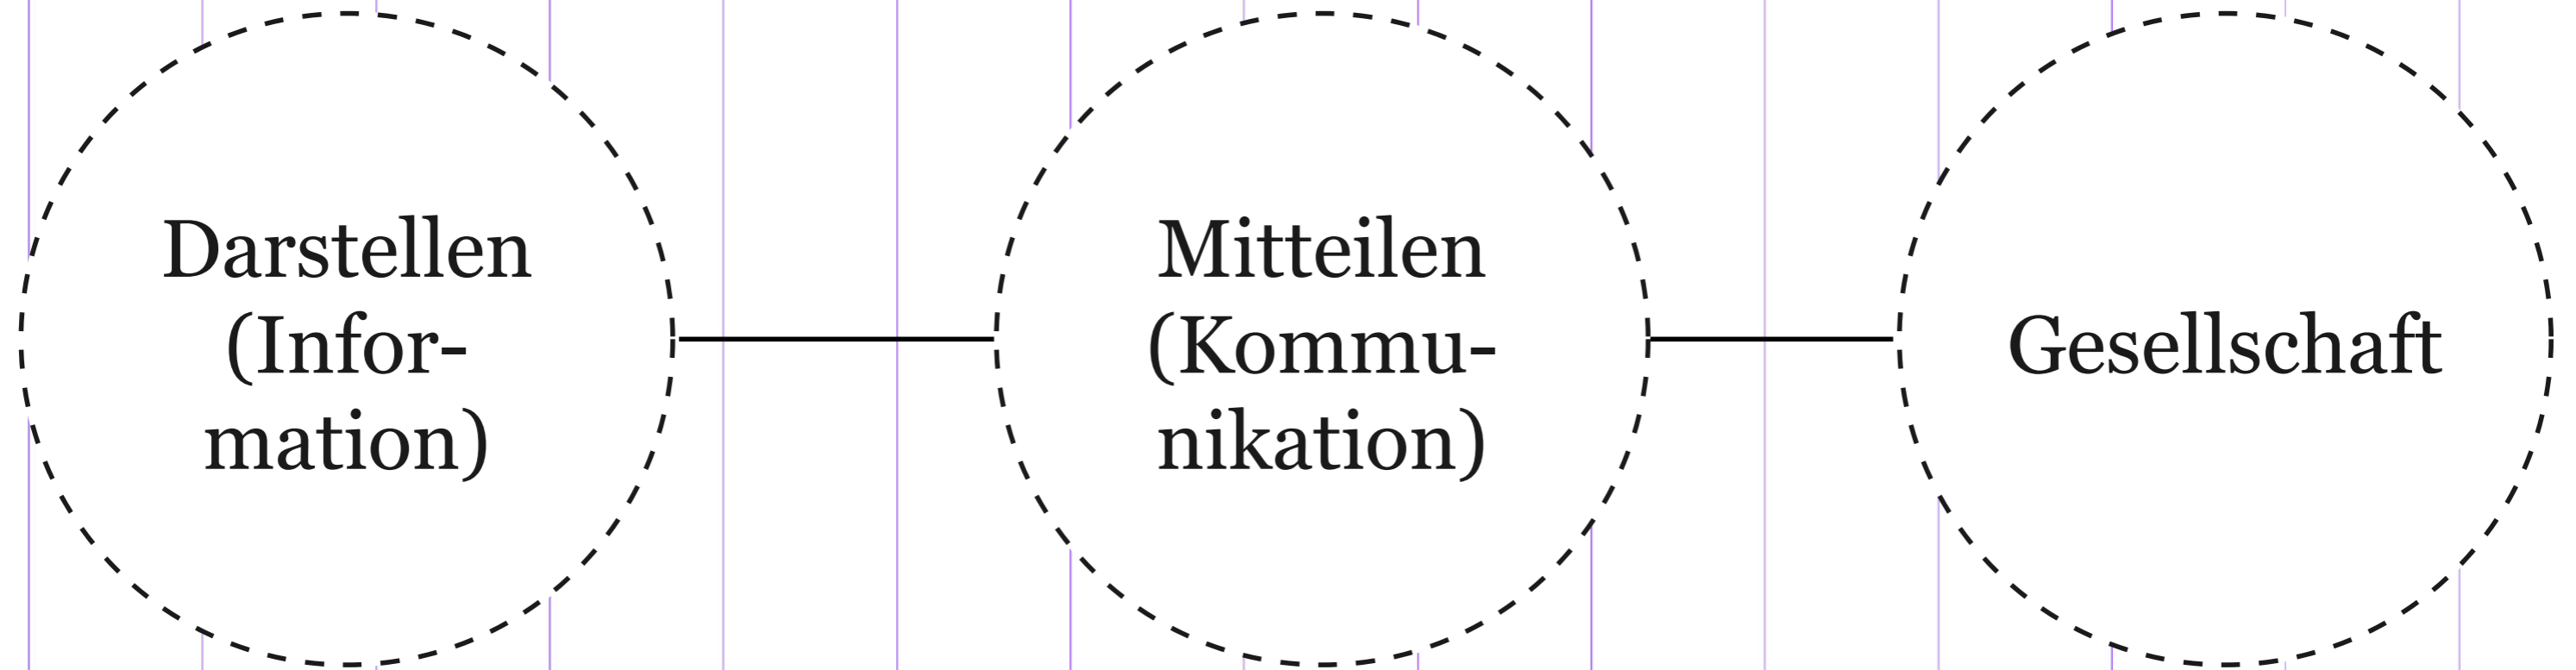 Darstellen
(Infor-
mation)
Mitteilen
(Kommu-
nikation)
Gesellschaft